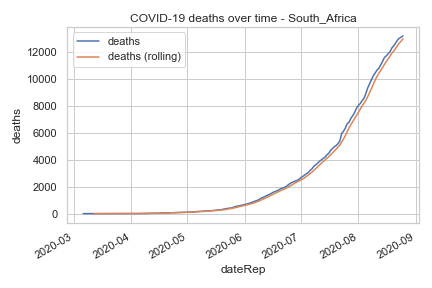 COVID-19 deaths over time - South_Africa
deaths
deaths (rolling)
deaths
12000
10000
8000
6000
4000
2000
0
2020-03
2020-04
2020-05
2020-06
2020-07
2020-08
2020-09
dateRep